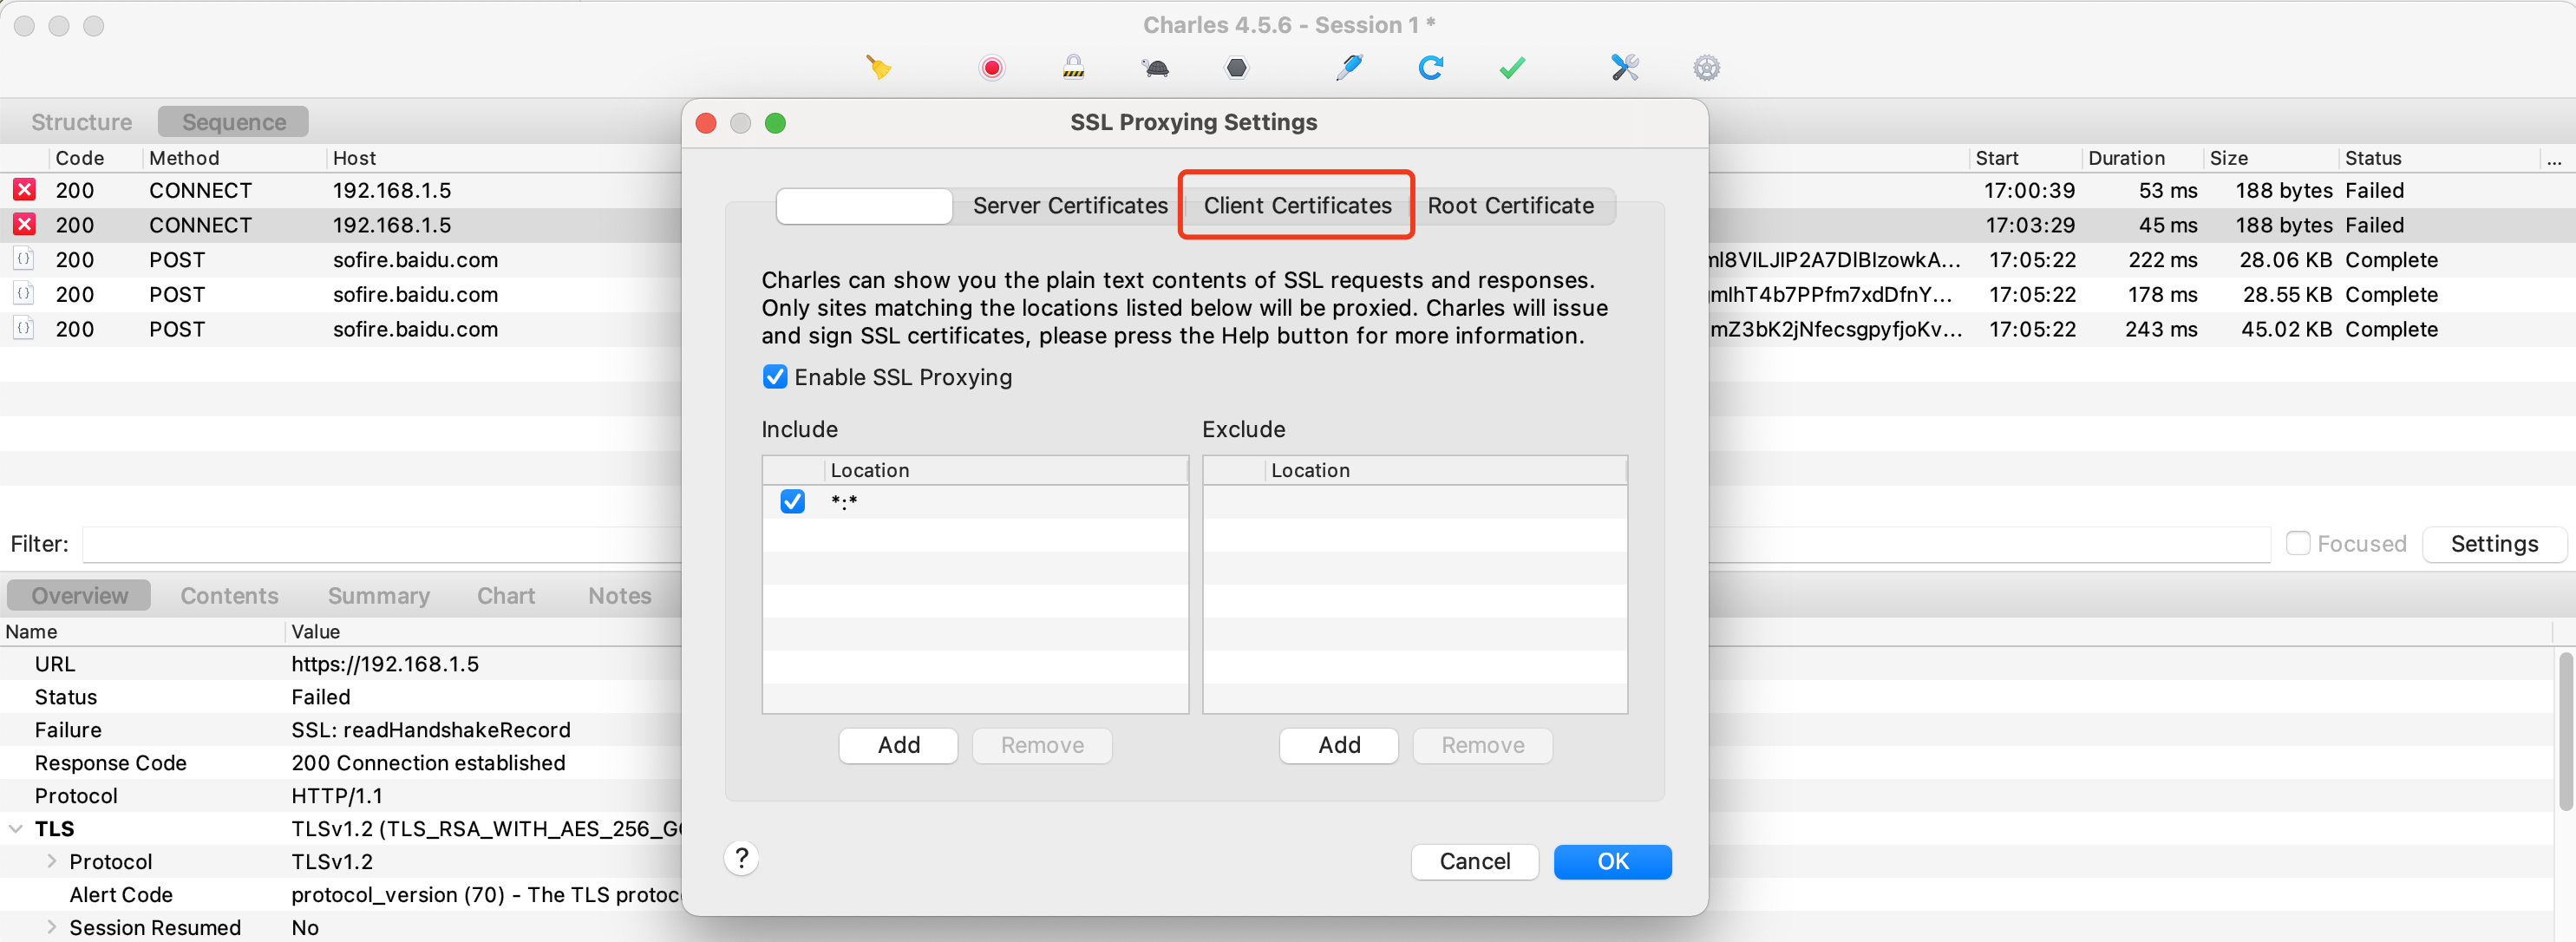 Charles 4.5.6 - Session 1 *
Structure Sequence
Code Method Host Start Duration Size Status ...
200 CONNECT 192.168.1.5 17:00:39 53 ms 188 bytes Failed
200 CONNECT 192.168.1.5 17:03:29 45 ms 188 bytes Failed
200 POST sofire.baidu.com 17:05:22 222 ms 28.06 KB Complete
200 POST sofire.baidu.com 17:05:22 178 ms 28.55 KB Complete
200 POST sofire.baidu.com 17:05:22 243 ms 45.02 KB Complete
Filter: Focused Settings
Overview Contents Summary Chart Notes
Name Value
URL https://192.168.1.5
Status Failed
Failure SSL: readHandshakeRecord
Response Code 200 Connection established
Protocol HTTP/1.1
TLS TLSv1.2 (TLS_RSA_WITH_AES_256_G
Protocol TLSv1.2
Alert Code protocol_version (70) - The TLS protoc
Session Resumed No
SSL Proxying Settings
Server Certificates Client Certificates Root Certificate
Charles can show you the plain text contents of SSL requests and responses.
Only sites matching the locations listed below will be proxied. Charles will issue
and sign SSL certificates, please press the Help button for more information.
Enable SSL Proxying
Include Exclude
Location Location
*:*
Add Remove Add Remove
? Cancel OK